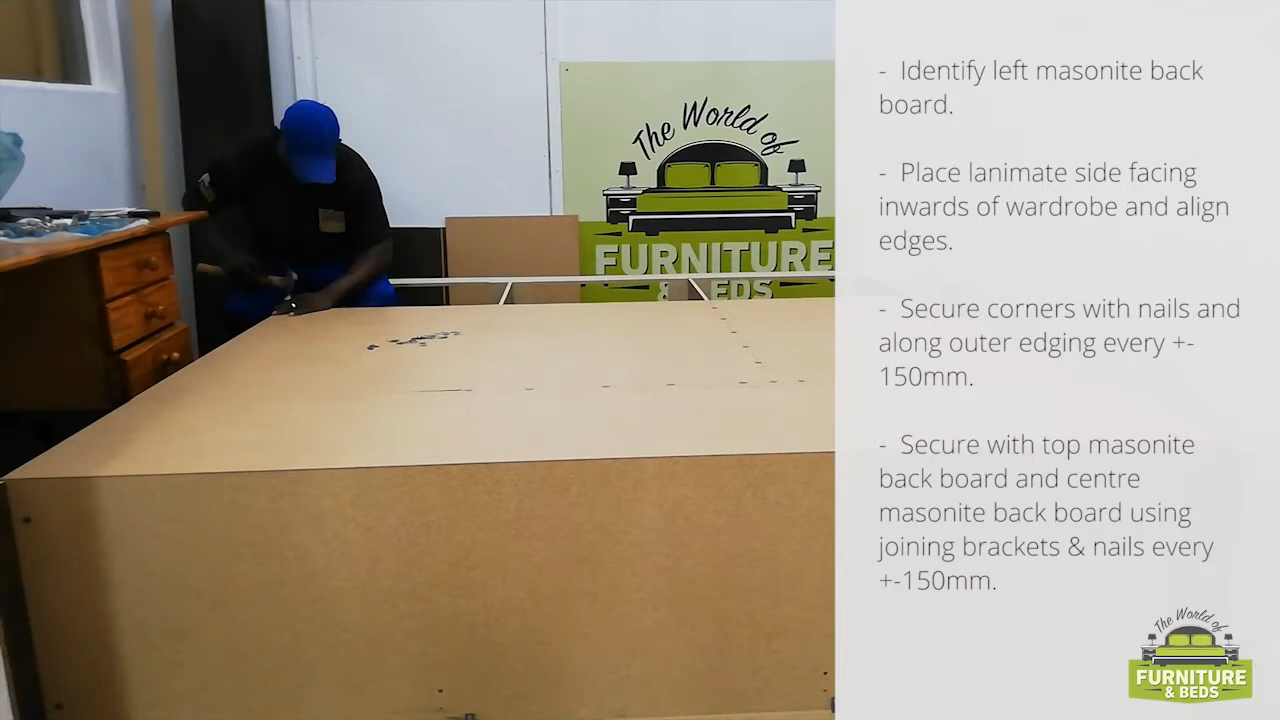 The World of
FURNITURE
& BEDS
- Identify left masonite back
board.
- Place lanimate side facing
inwards of wardrobe and align
edges.
- Secure corners with nails and
along outer edging every +-
150mm.
- Secure with top masonite
back board and centre
masonite back board using
joining brackets & nails every
+-150mm.
The World of
FURNITURE
& BEDS